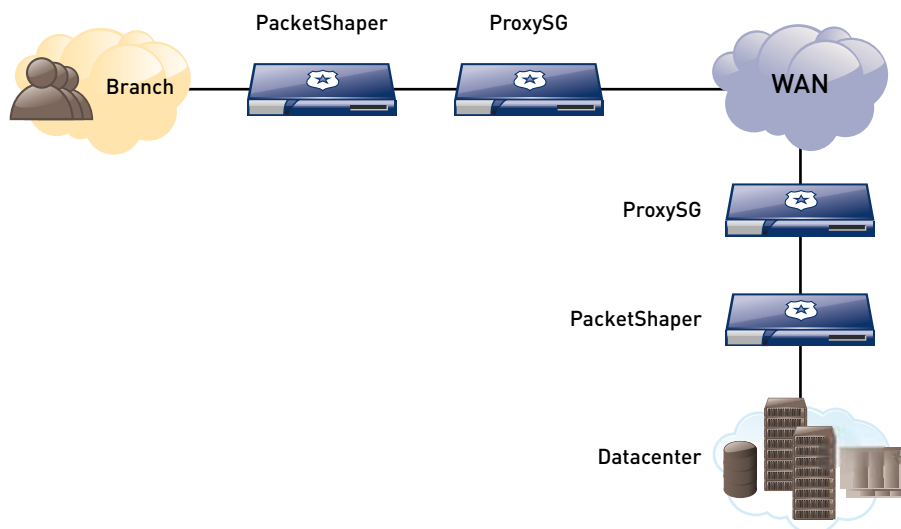 PacketShaper
ProxySG
Branch
WAN
ProxySG
PacketShaper
Datacenter